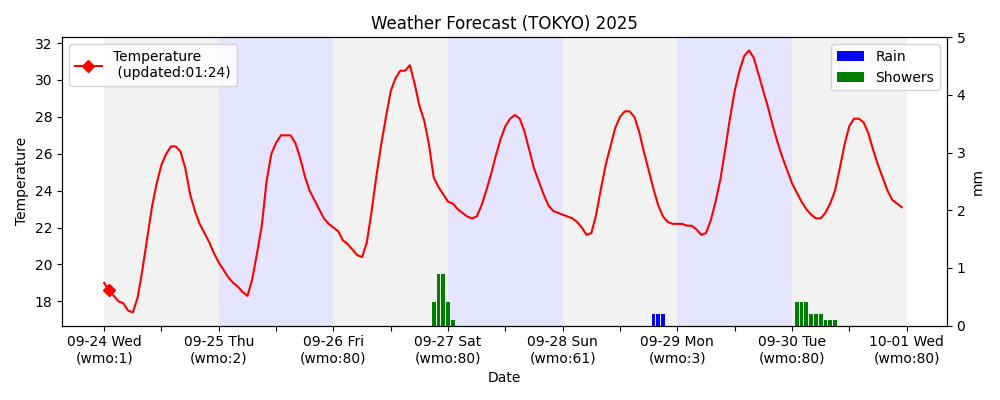 Weather Forecast (TOKYO) 2025
Temperature
(updated:01:24)
Rain
Showers
32
30
28
26
24
22
20
18
Temperature
5
4
3
2
1
0
mm
09-24 Wed
(wmo:1)
09-25 Thu
(wmo:2)
09-26 Fri
(wmo:80)
09-27 Sat
(wmo:80)
09-28 Sun
(wmo:61)
09-29 Mon
(wmo:3)
09-30 Tue
(wmo:80)
10-01 Wed
(wmo:80)
Date